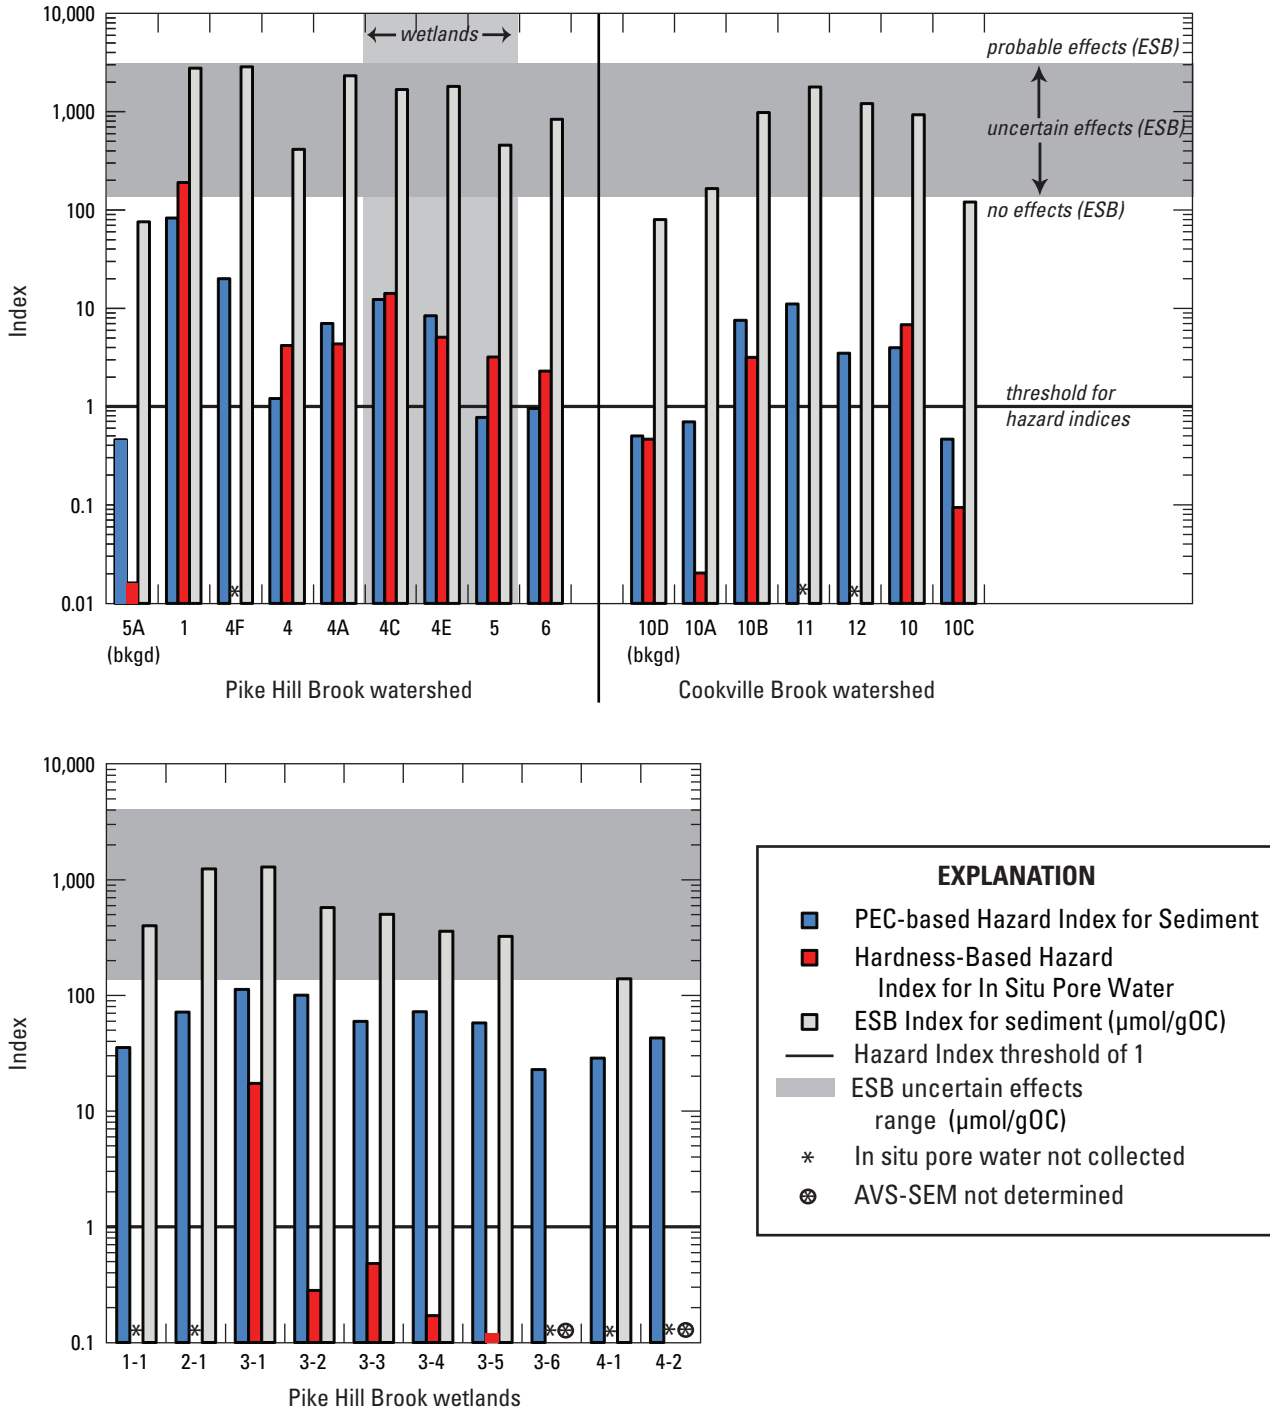 10,000
1,000
100
10
1
0.1
0.01
Index
wetlands
probable effects (ESB)
uncertain effects (ESB)
no effects (ESB)
threshold for
hazard indices
* * *
5A 1 4F 4 4A 4C 4E 5 6 10D 10A 10B 11 12 10 10C
(bkgd) (bkgd)
Pike Hill Brook watershed Cookville Brook watershed
10,000
1,000
100
10
1
0.1
Index
* * * ⊛ * * ⊛
1-1 2-1 3-1 3-2 3-3 3-4 3-5 3-6 4-1 4-2
Pike Hill Brook wetlands
EXPLANATION
PEC-based Hazard Index for Sediment
Hardness-Based Hazard
Index for In Situ Pore Water
ESB Index for sediment (µmol/gOC)
Hazard Index threshold of 1
ESB uncertain effects
range (µmol/gOC)
* In situ pore water not collected
⊛ AVS-SEM not determined